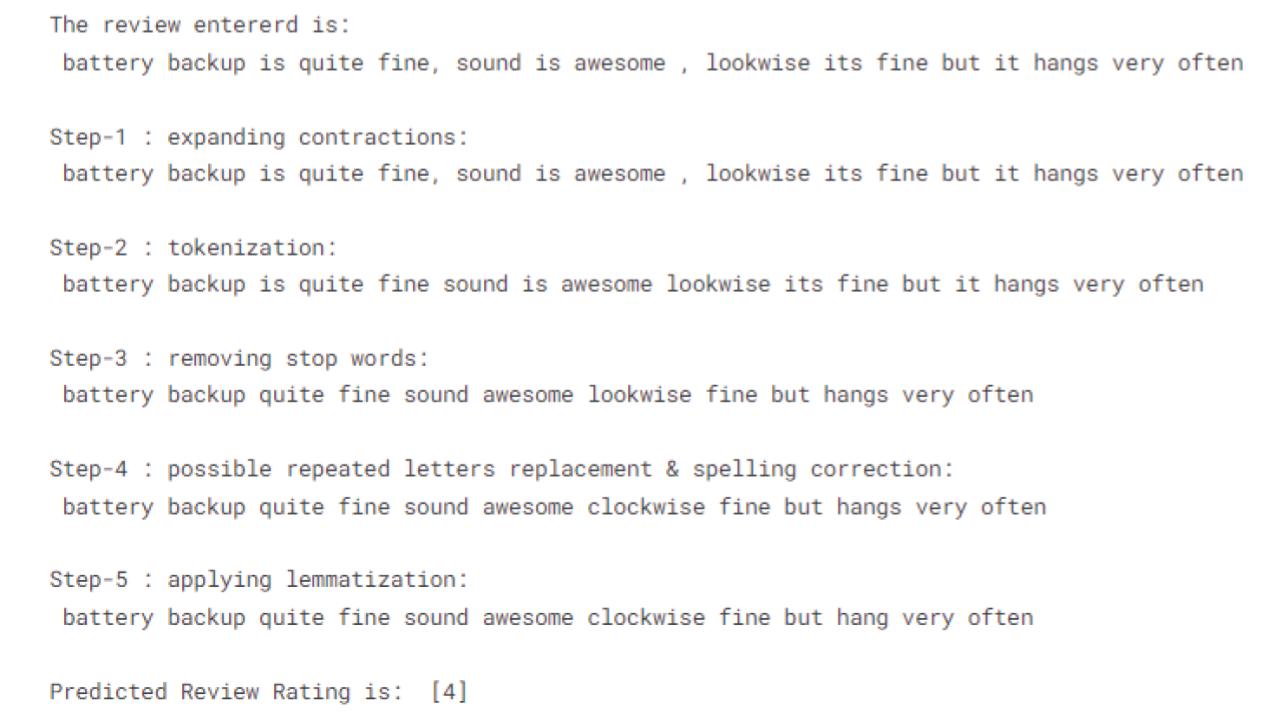 The review entererd is:
battery backup is quite fine, sound is awesome , lookwise its fine but it hangs very often
Step-1 : expanding contractions:
battery backup is quite fine, sound is awesome , lookwise its fine but it hangs very often
Step-2 : tokenization:
battery backup is quite fine sound is awesome lookwise its fine but it hangs very often
Step-3 : removing stop words:
battery backup quite fine sound awesome lookwise fine but hangs very often
Step-4 : possible repeated letters replacement & spelling correction:
battery backup quite fine sound awesome clockwise fine but hangs very often
Step-5 : applying lemmatization:
battery backup quite fine sound awesome clockwise fine but hang very often
Predicted Review Rating is: [4]